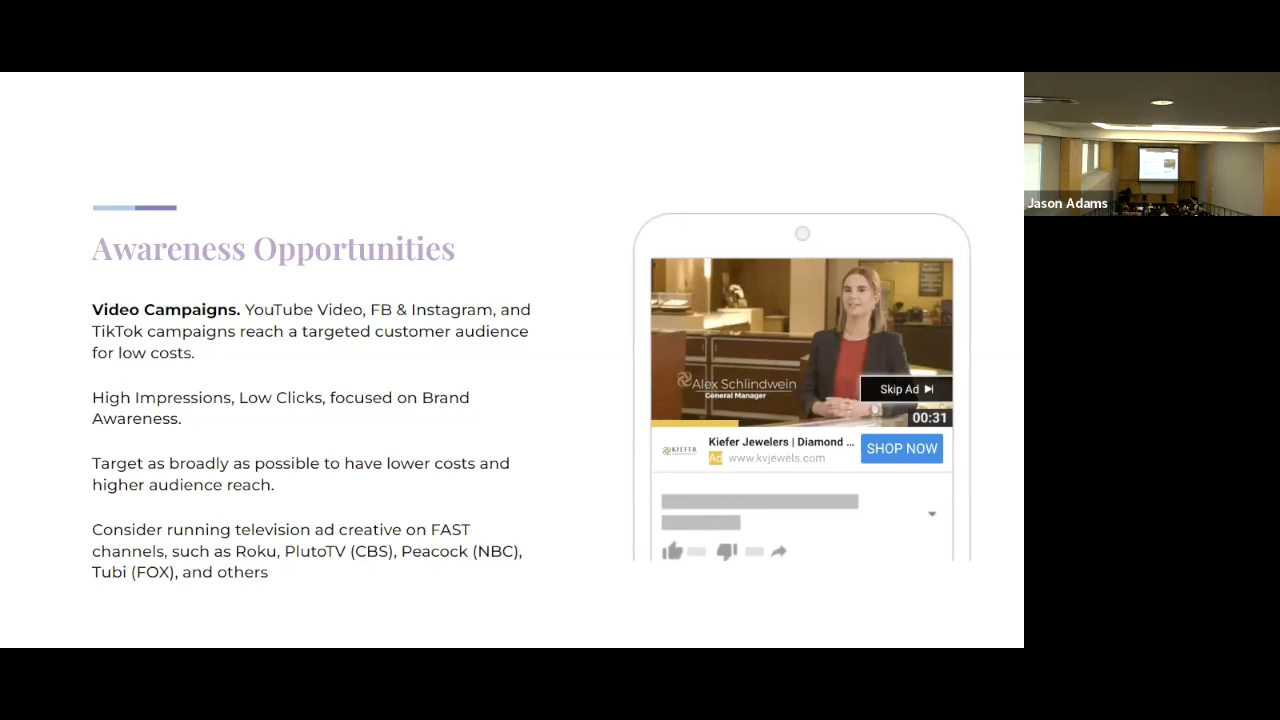 Awareness Opportunities
Video Campaigns. YouTube Video, FB & Instagram, and
TikTok campaigns reach a targeted customer audience
for low costs.
High Impressions, Low Clicks, focused on Brand
Awareness.
Target as broadly as possible to have lower costs and
higher audience reach.
Consider running television ad creative on FAST
channels, such as Roku, PlutoTV (CBS), Peacock (NBC),
Tubi (FOX), and others
Alex Schlindwein
General Manager
Skip Ad
00:31
KIEFER
Kiefer Jewelers | Diamond ...
Ad www.kvjewels.com
SHOP NOW
Jason Adams